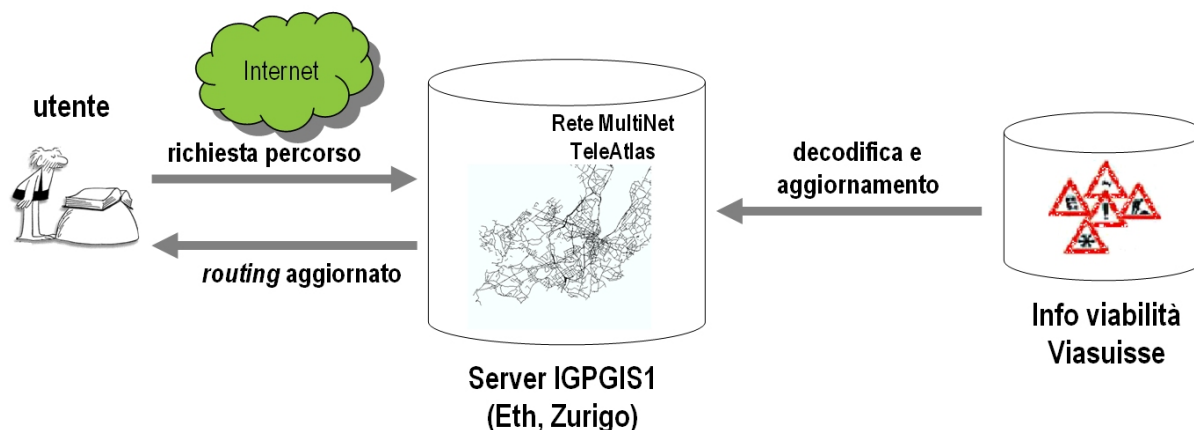 Internet
utente
richiesta percorso
routing aggiornato
Rete MultiNet
TeleAtlas
Server IGPGIS1
(Eth, Zurigo)
decodifica e
aggiornamento
Info viabilità
Viasuisse